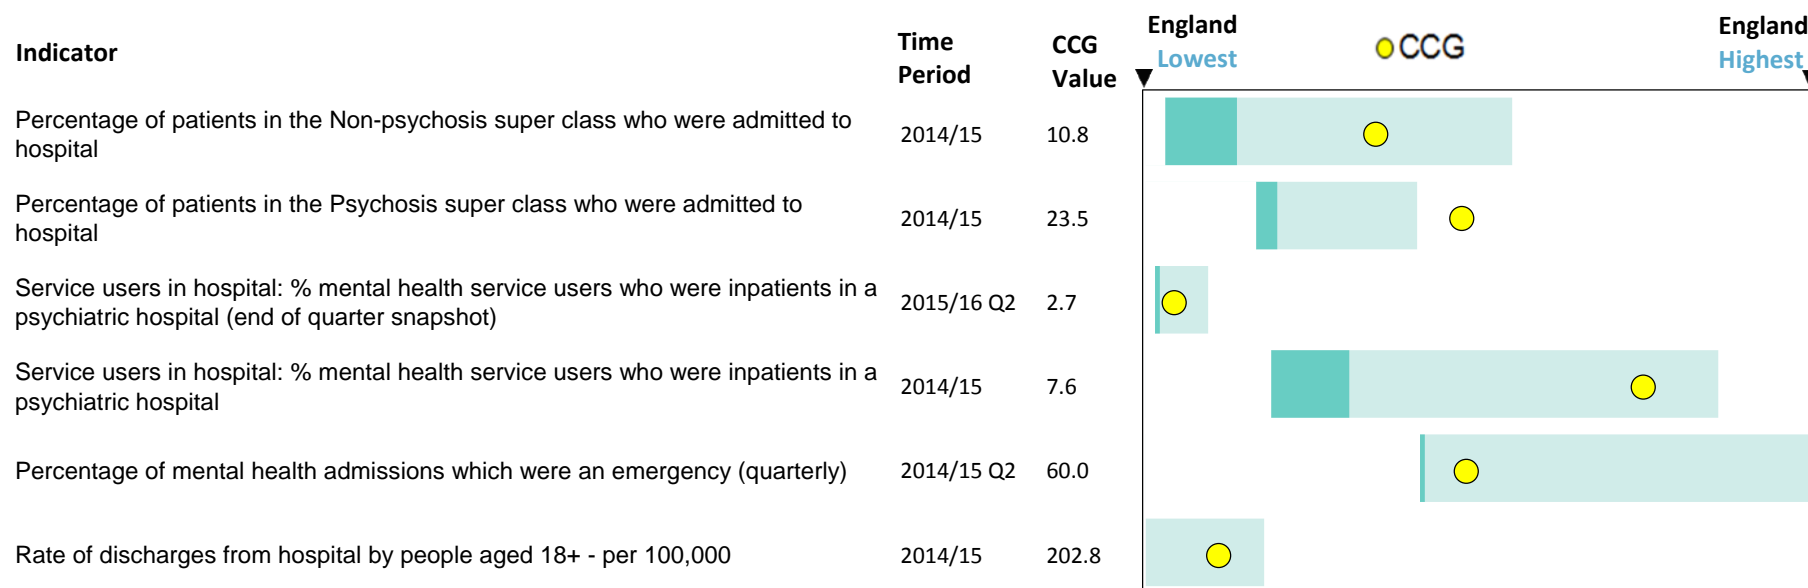 Indicator
Time
Period
CCG
Value
England
Lowest
CCG
England
Highest
Percentage of patients in the Non-psychosis super class who were admitted to
hospital
2014/15
10.8
Percentage of patients in the Psychosis super class who were admitted to
hospital
2014/15
23.5
Service users in hospital: % mental health service users who were inpatients in a
psychiatric hospital (end of quarter snapshot)
2015/16 Q2
2.7
Service users in hospital: % mental health service users who were inpatients in a
psychiatric hospital
2014/15
7.6
Percentage of mental health admissions which were an emergency (quarterly)
2014/15 Q2
60.0
Rate of discharges from hospital by people aged 18+ - per 100,000
2014/15
202.8